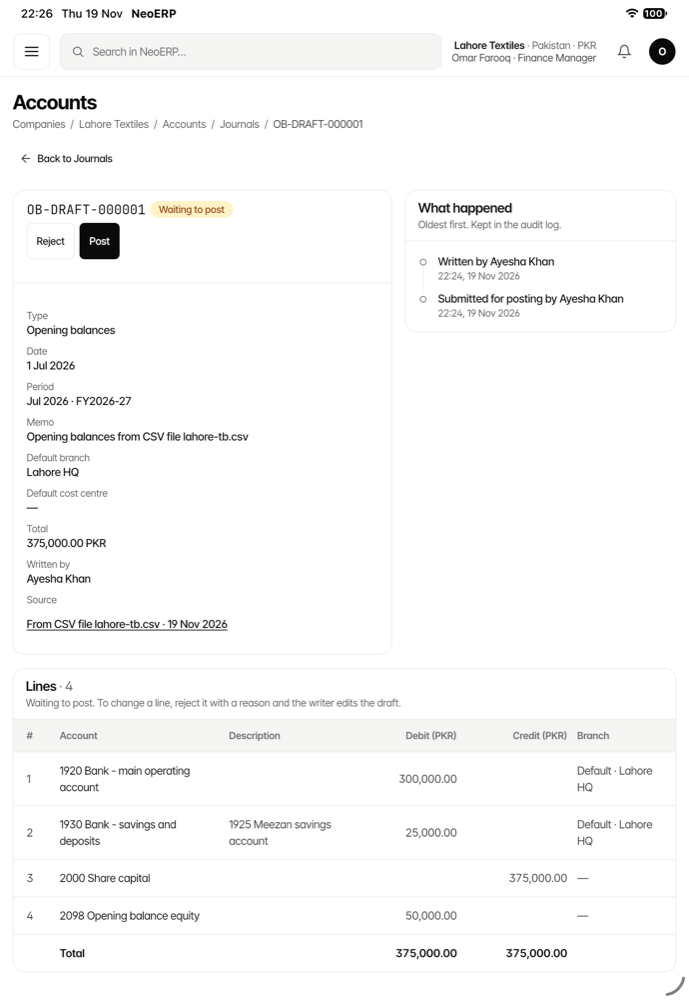 22:26 Thu 19 Nov NeoERP
100
Search in NeoERP...
Lahore Textiles · Pakistan · PKR
Omar Farooq · Finance Manager
O
Accounts
Companies / Lahore Textiles / Accounts / Journals / OB-DRAFT-000001
← Back to Journals
OB-DRAFT-000001 Waiting to post
Reject Post
Type
Opening balances
Date
1 Jul 2026
Period
Jul 2026 · FY2026-27
Memo
Opening balances from CSV file lahore-tb.csv
Default branch
Lahore HQ
Default cost centre
—
Total
375,000.00 PKR
Written by
Ayesha Khan
Source
From CSV file lahore-tb.csv · 19 Nov 2026
What happened
Oldest first. Kept in the audit log.
Written by Ayesha Khan
22:24, 19 Nov 2026
Submitted for posting by Ayesha Khan
22:24, 19 Nov 2026
Lines · 4
Waiting to post. To change a line, reject it with a reason and the writer edits the draft.
# Account Description Debit (PKR) Credit (PKR) Branch
1 1920 Bank - main operating account 300,000.00 Default · Lahore HQ
2 1930 Bank - savings and deposits 1925 Meezan savings account 25,000.00 Default · Lahore HQ
3 2000 Share capital 375,000.00 —
4 2098 Opening balance equity 50,000.00 —
Total 375,000.00 375,000.00